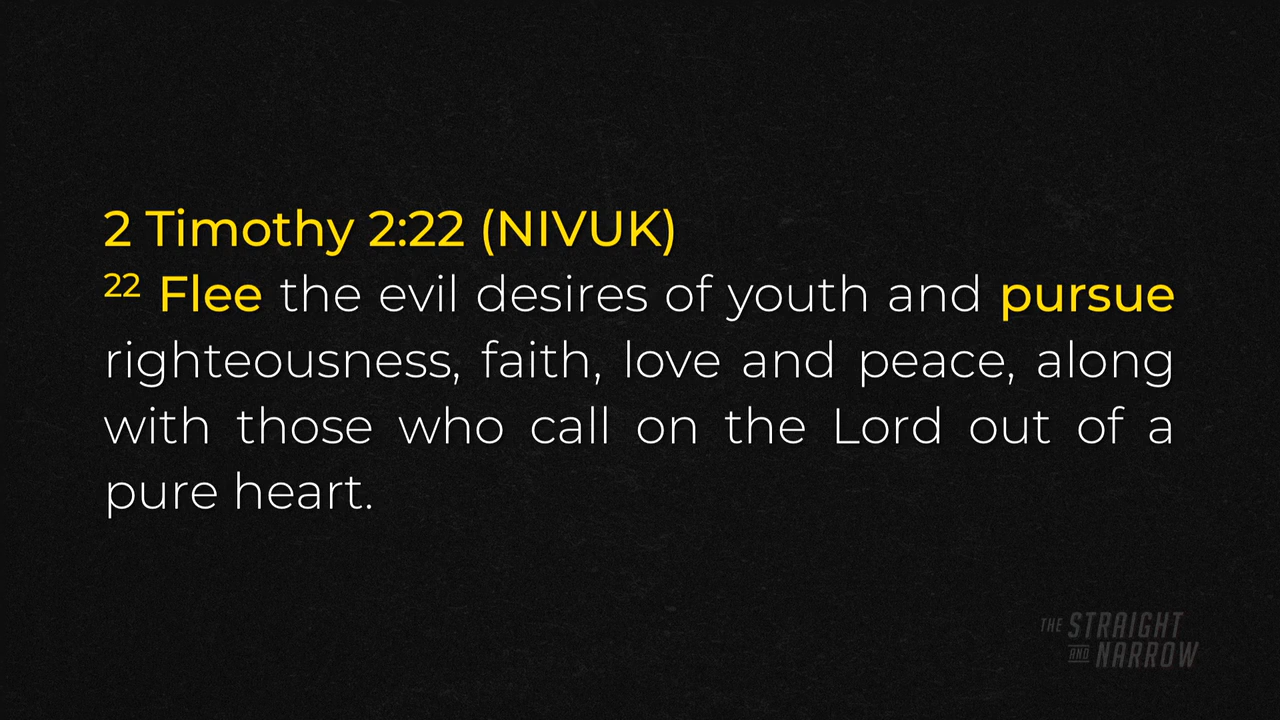 2 Timothy 2:22 (NIVUK)
²² Flee the evil desires of youth and pursue
righteousness, faith, love and peace, along
with those who call on the Lord out of a
pure heart.
THE STRAIGHT
AND NARROW